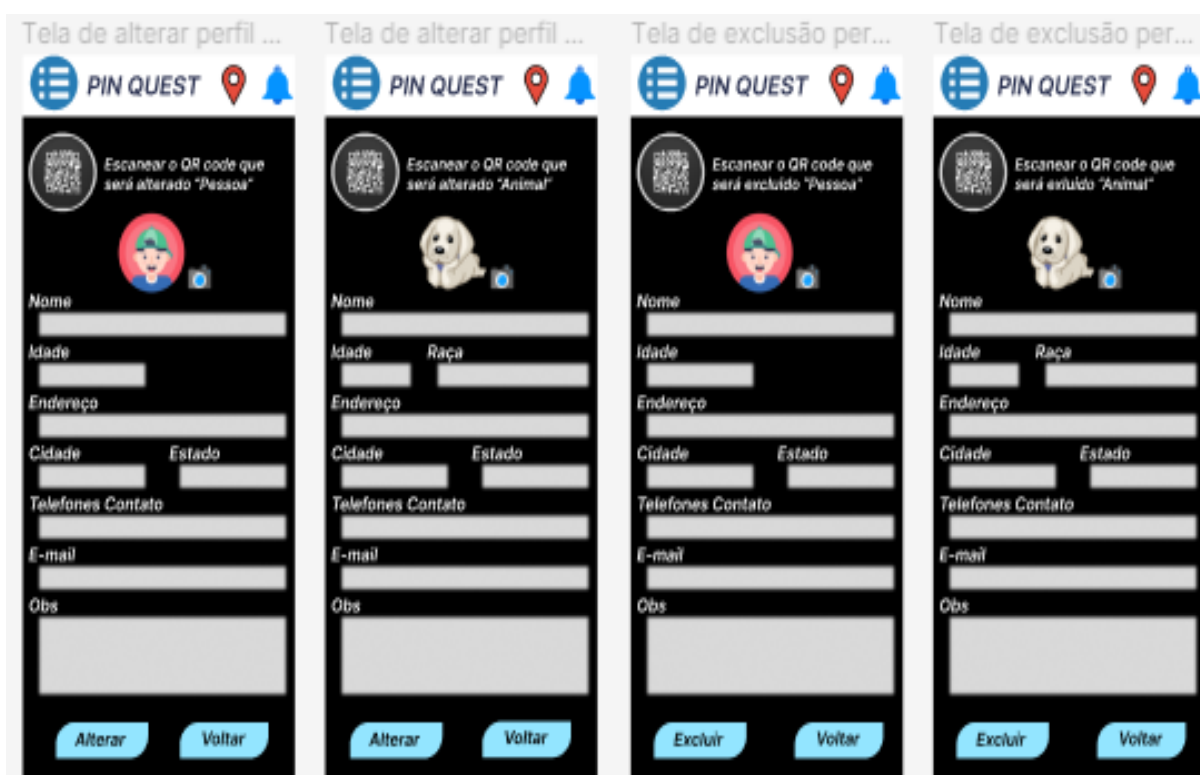 Tela de alterar perfil ...
PIN QUEST
Escanear o QR code que
será alterado "Pessoa"
Nome
Idade
Endereço
Cidade Estado
Telefones Contato
E-mail
Obs
Alterar Voltar
Tela de alterar perfil ...
PIN QUEST
Escanear o QR code que
será alterado "Animal"
Nome
Idade Raça
Endereço
Cidade Estado
Telefones Contato
E-mail
Obs
Alterar Voltar
Tela de exclusão per...
PIN QUEST
Escanear o QR code que
será excluído "Pessoa"
Nome
Idade
Endereço
Cidade Estado
Telefones Contato
E-mail
Obs
Excluir Voltar
Tela de exclusão per...
PIN QUEST
Escanear o QR code que
será exluido "Animal"
Nome
Idade Raça
Endereço
Cidade Estado
Telefones Contato
E-mail
Obs
Excluir Voltar